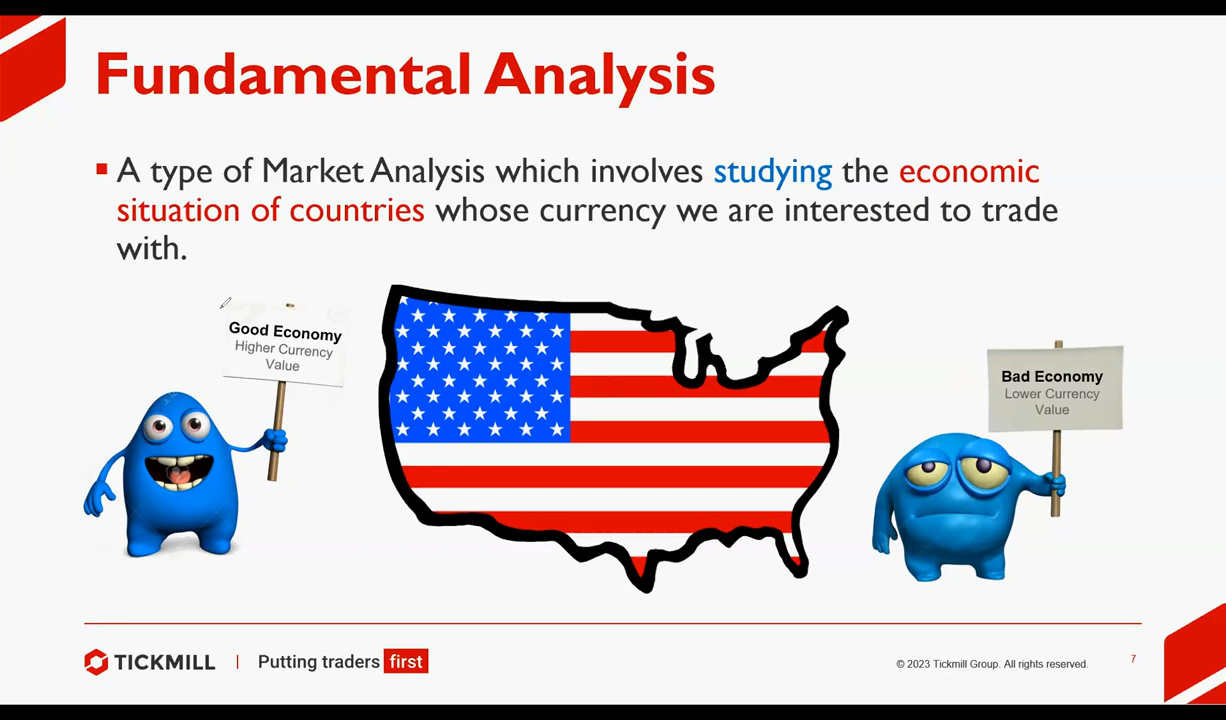 Fundamental Analysis
▪ A type of Market Analysis which involves studying the economic
situation of countries whose currency we are interested to trade
with.
Good Economy
Higher Currency
Value
Bad Economy
Lower Currency
Value
TICKMILL | Putting traders first
© 2023 Tickmill Group. All rights reserved.
7